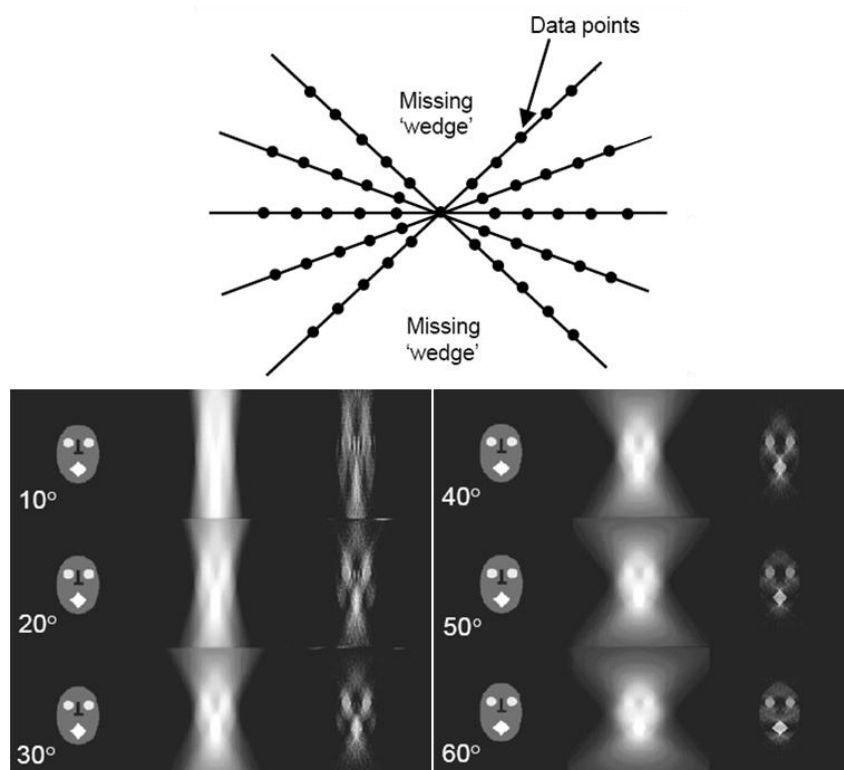 Data points
Missing
'wedge'
Missing
'wedge'
10°
20°
30°
40°
50°
60°